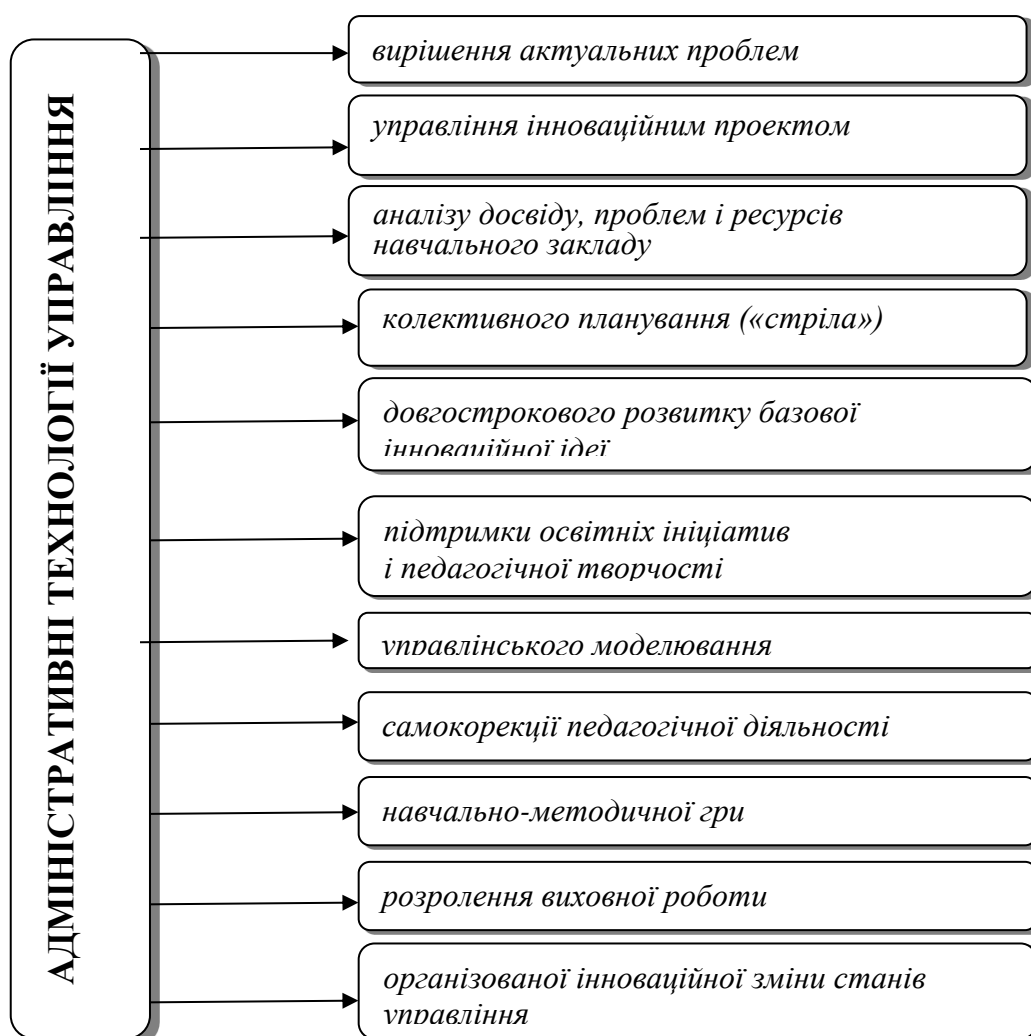 АДМІНІСТРАТИВНІ ТЕХНОЛОГІЇ УПРАВЛІННЯ
вирішення актуальних проблем
управління інноваційним проектом
аналізу досвіду, проблем і ресурсів
навчального закладу
колективного планування («стріла»)
довгострокового розвитку базової
інноваційної ідеї
підтримки освітніх ініціатив
і педагогічної творчості
управлінського моделювання
самокорекції педагогічної діяльності
навчально-методичної гри
розролення виховної роботи
організованої інноваційної зміни станів
управління